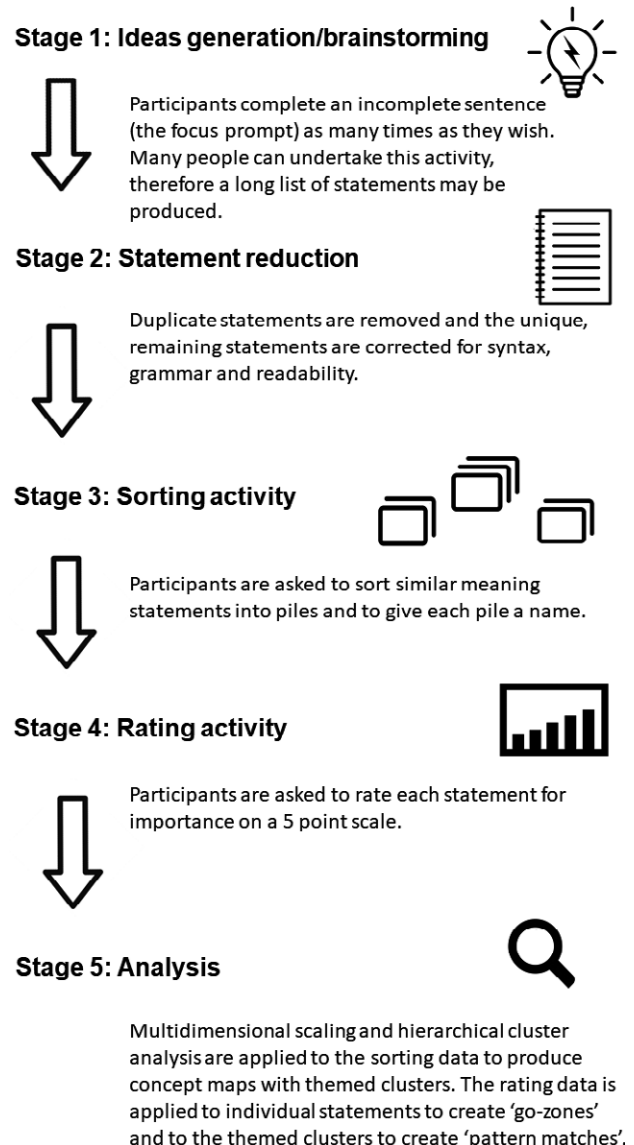 Stage 1: Ideas generation/brainstorming
Participants complete an incomplete sentence
(the focus prompt) as many times as they wish.
Many people can undertake this activity,
therefore a long list of statements may be
produced.
Stage 2: Statement reduction
Duplicate statements are removed and the unique,
remaining statements are corrected for syntax,
grammar and readability.
Stage 3: Sorting activity
Participants are asked to sort similar meaning
statements into piles and to give each pile a name.
Stage 4: Rating activity
Participants are asked to rate each statement for
importance on a 5 point scale.
Stage 5: Analysis
Multidimensional scaling and hierarchical cluster
analysis are applied to the sorting data to produce
concept maps with themed clusters. The rating data is
applied to individual statements to create ‘go-zones’
and to the themed clusters to create ‘pattern matches’.